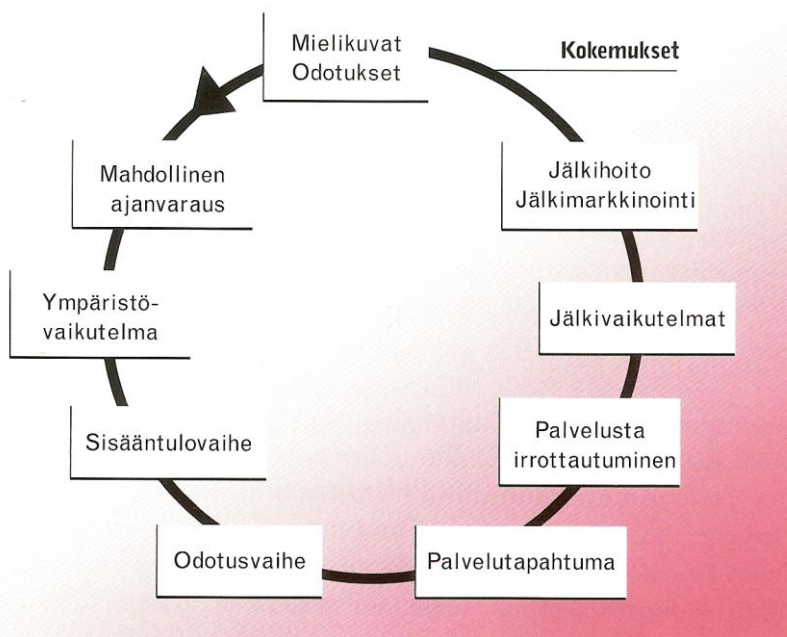 Mielikuvat
Odotukset
Kokemukset
Mahdollinen
ajanvaraus
Ympäristö-
vaikutelma
Sisääntulovaihe
Odotusvaihe
Palvelutapahtuma
Palvelusta
irrottautuminen
Jälkivaikutelmat
Jälkihoito
Jälkimarkkinointi